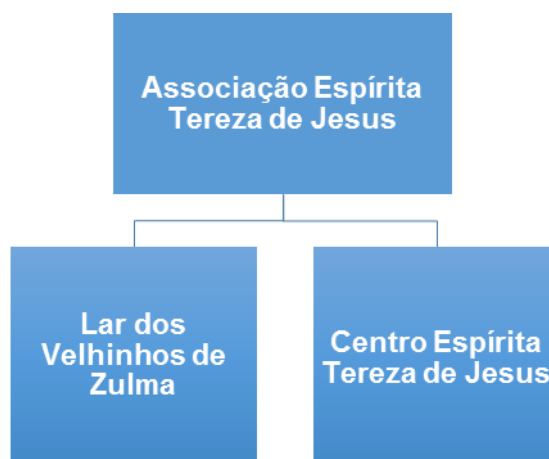 Associação Espírita
Tereza de Jesus
Lar dos
Velhinhos de
Zulma
Centro Espírita
Tereza de Jesus